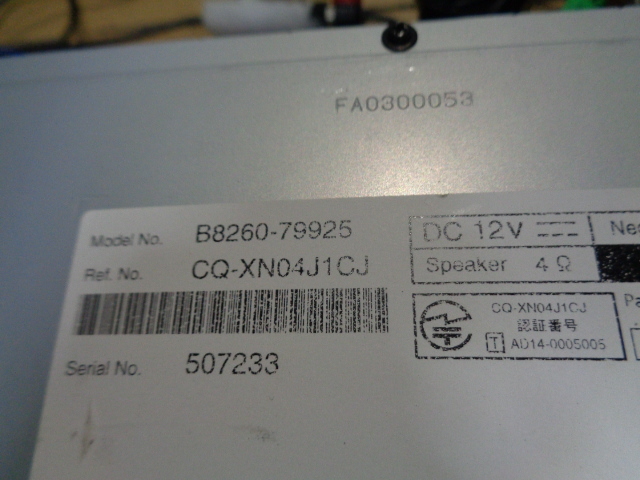 FA0300053
Model No. B8260-79925
Ref. No. CQ-XN04J1CJ
Serial No. 507233
DC 12V
Speaker 4Ω
CQ-XN04J1CJ
認証番号
T AD14-0005005